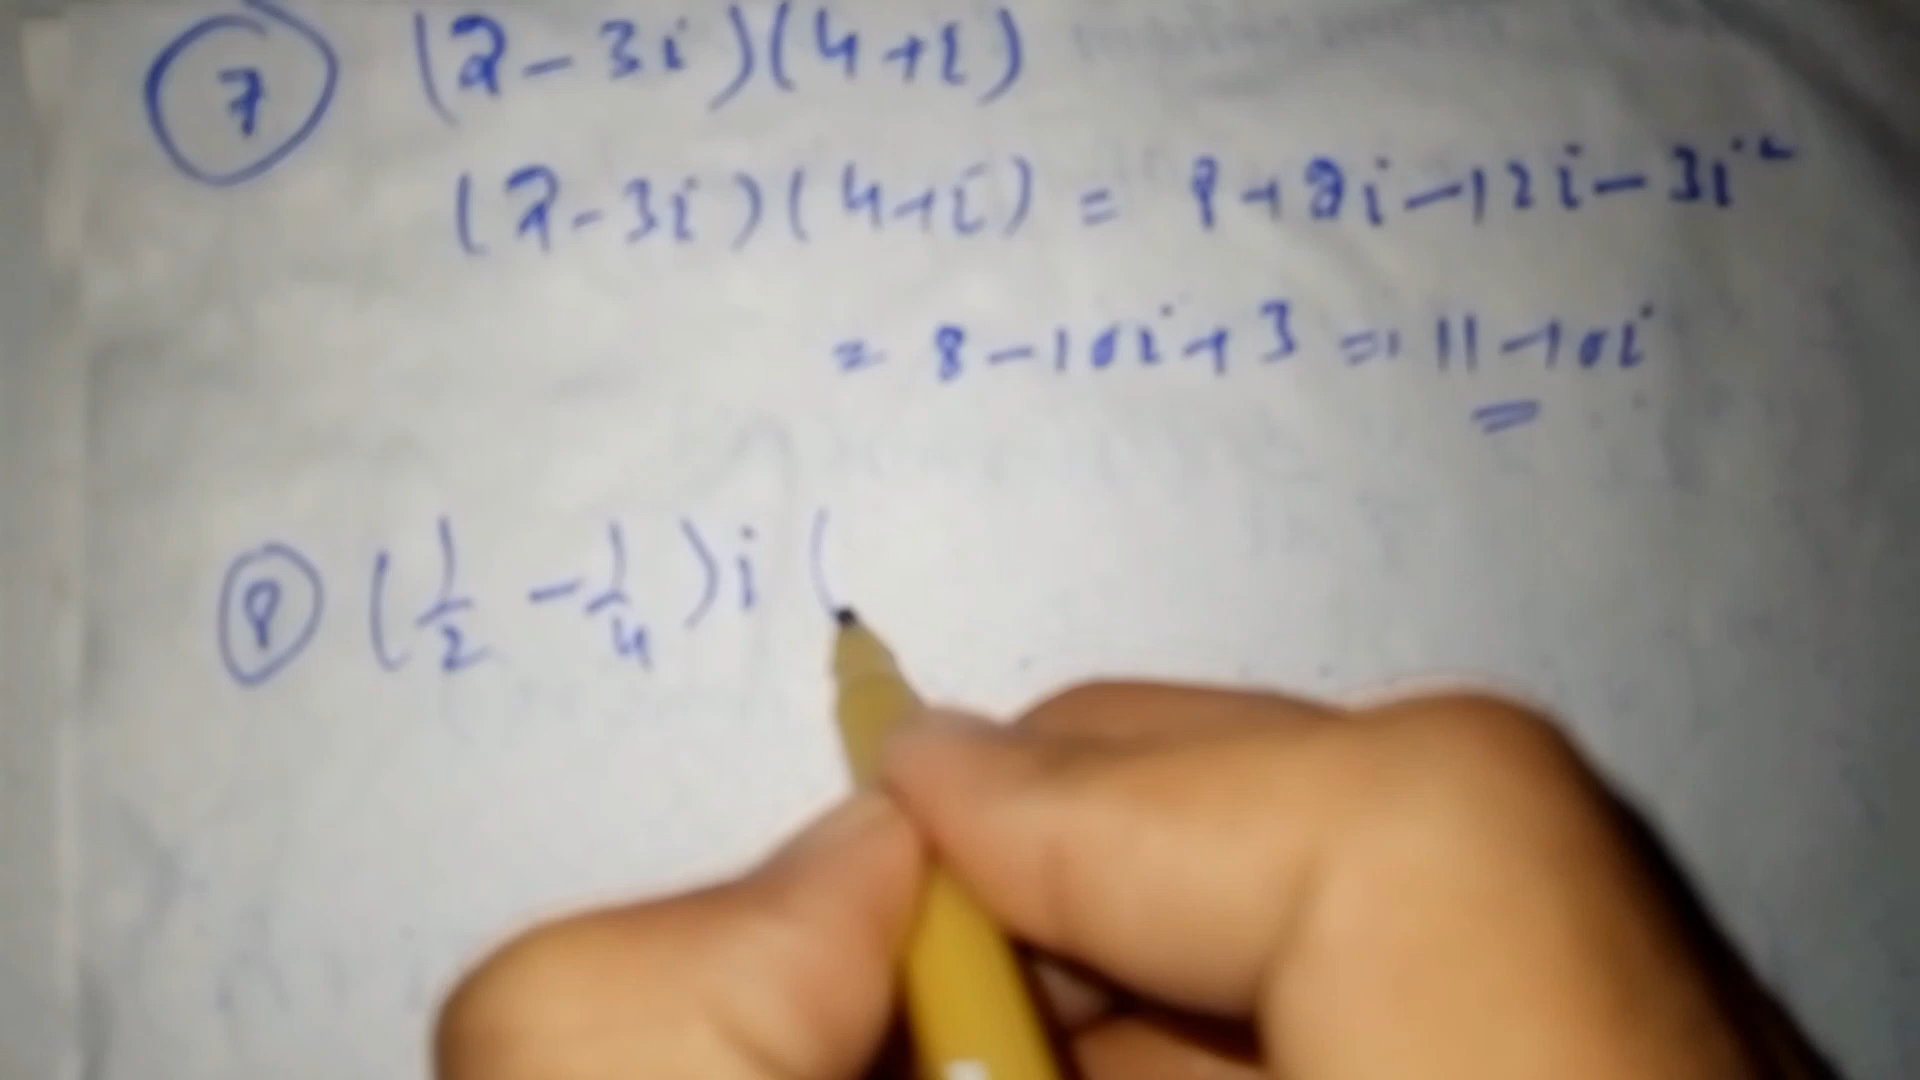 7 (2-3i)(4+i)
(2-3i)(4+i) = 8+2i-12i-3i²
= 8-10i+3 = 11-10i
8 (1/2 - 1/4)i (